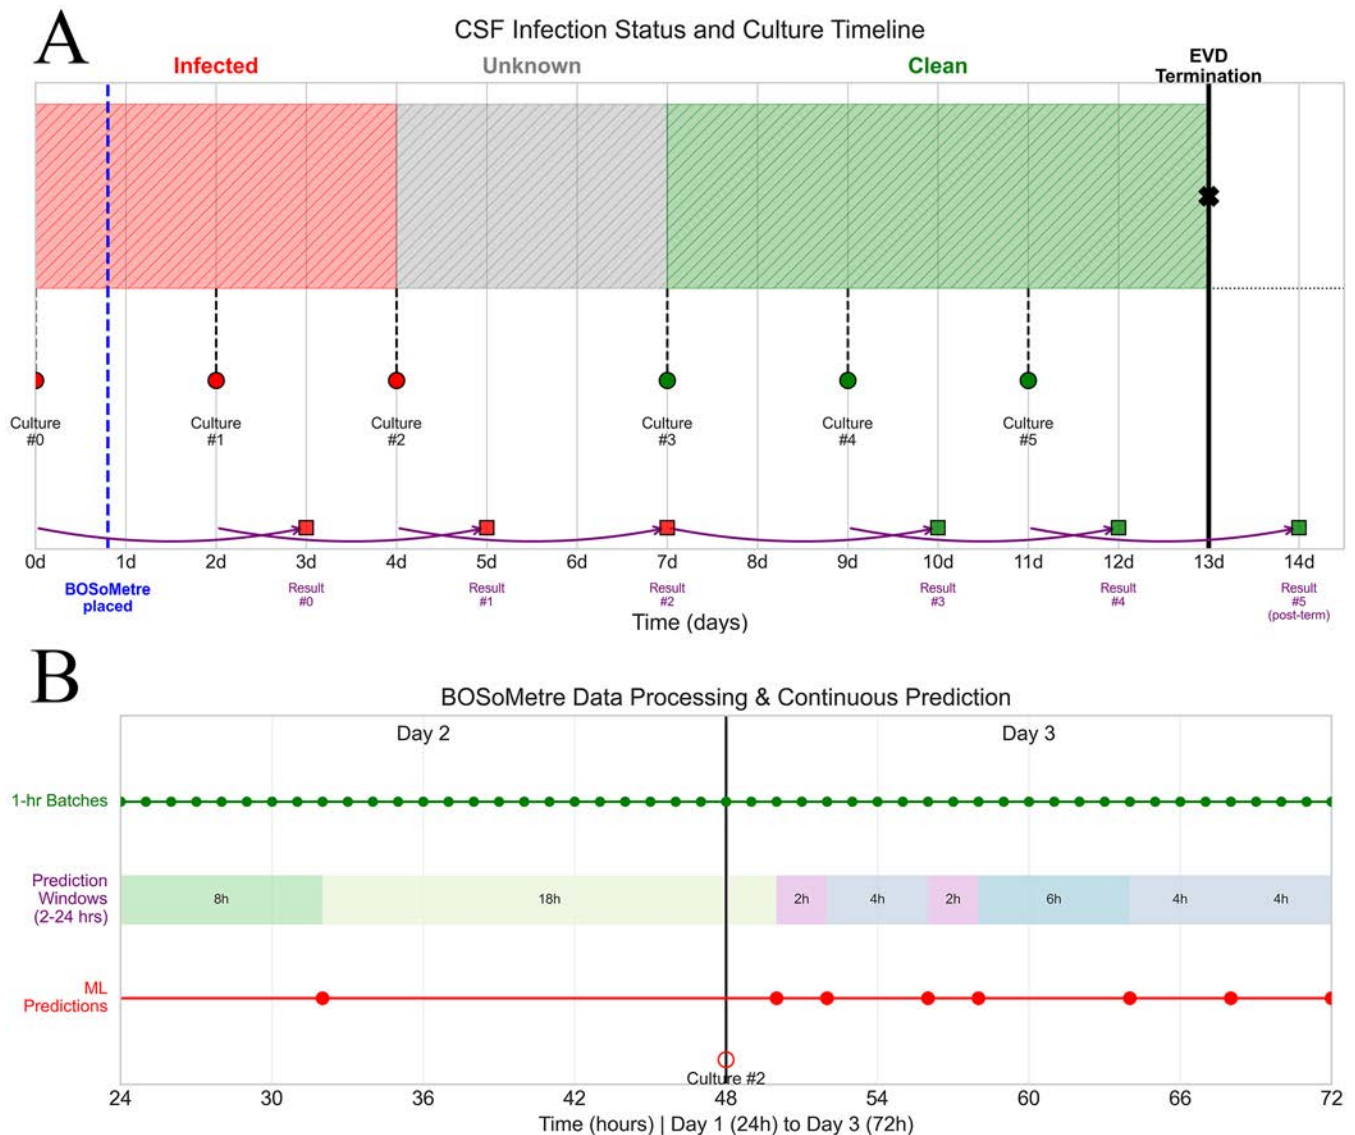 A
CSF Infection Status and Culture Timeline
Infected
Unknown
Clean
EVD
Termination
Culture
#0
Culture
#1
Culture
#2
Culture
#3
Culture
#4
Culture
#5
0d 1d 2d 3d 4d 5d 6d 7d 8d 9d 10d 11d 12d 13d 14d
BOSoMetre
placed
Result
#0
Result
#1
Result
#2
Result
#3
Result
#4
Result
#5
(post-term)
Time (days)
B
BOSoMetre Data Processing & Continuous Prediction
Day 2
Day 3
1-hr Batches
Prediction
Windows
(2-24 hrs)
8h 18h 2h 4h 2h 6h 4h 4h
ML
Predictions
Culture #2
24 30 36 42 48 54 60 66 72
Time (hours) | Day 1 (24h) to Day 3 (72h)